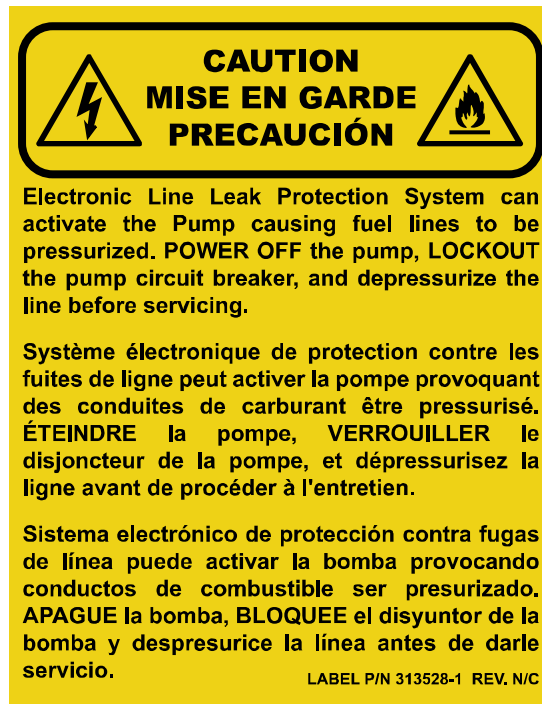 CAUTION
MISE EN GARDE
PRECAUCIÓN
Electronic Line Leak Protection System can
activate the Pump causing fuel lines to be
pressurized. POWER OFF the pump, LOCKOUT
the pump circuit breaker, and depressurize the
line before servicing.
Système électronique de protection contre les
fuites de ligne peut activer la pompe provoquant
des conduites de carburant être pressurisé.
ÉTEINDRE la pompe, VERROUILLER le
disjoncteur de la pompe, et dépressurisez la
ligne avant de procéder à l'entretien.
Sistema electrónico de protección contra fugas
de línea puede activar la bomba provocando
conductos de combustible ser presurizado.
APAGUE la bomba, BLOQUEE el disyuntor de la
bomba y despresurice la línea antes de darle
servicio.
LABEL P/N 313528-1 REV. N/C